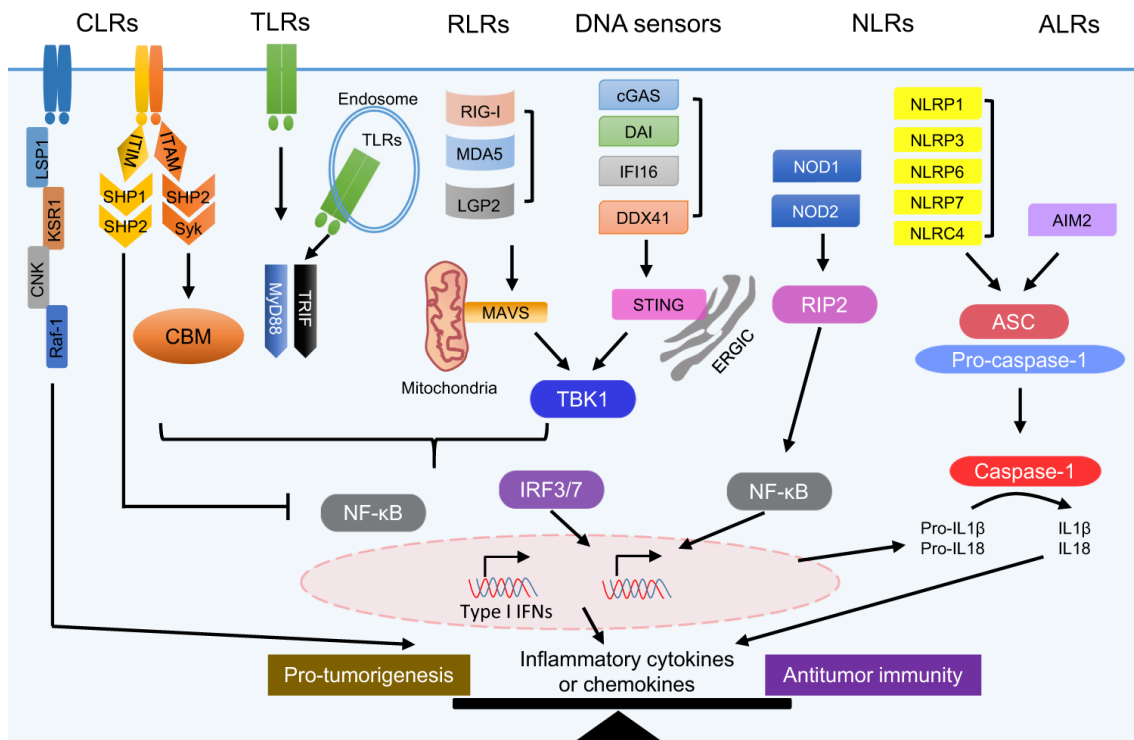 CLRs
TLRs
RLRs
DNA sensors
NLRs
ALRs
LSP1
KSR1
CNK
Raf-1
ITIM
ITAM
SHP1
SHP2
SHP2
Syk
CBM
Endosome
TLRs
MyD88
TRIF
RIG-I
MDA5
LGP2
MAVS
Mitochondria
cGAS
DAI
IFI16
DDX41
STING
ERGIC
TBK1
NOD1
NOD2
RIP2
NLRP1
NLRP3
NLRP6
NLRP7
NLRC4
AIM2
ASC
Pro-caspase-1
Caspase-1
NF-κB
IRF3/7
NF-κB
Pro-IL1β
Pro-IL18
IL1β
IL18
Type I IFNs
Pro-tumorigenesis
Inflammatory cytokines
or chemokines
Antitumor immunity